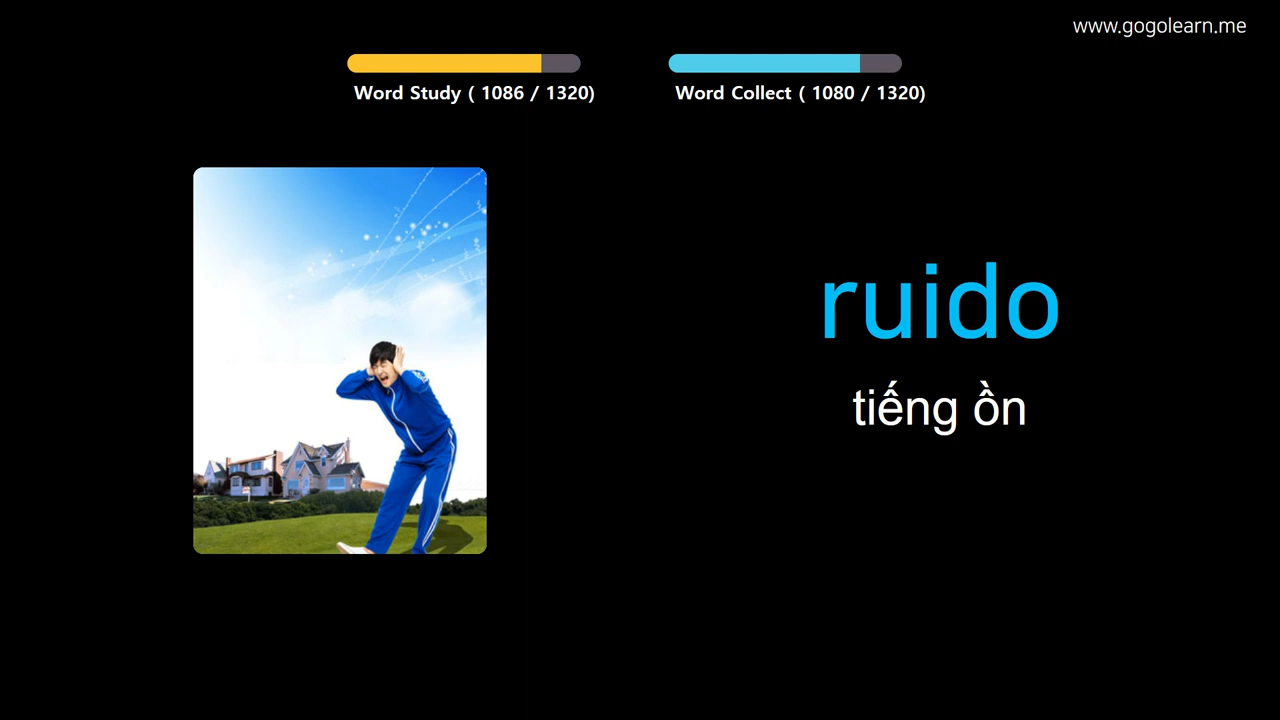 www.gogolearn.me
Word Study ( 1086 / 1320)
Word Collect ( 1080 / 1320)
ruido
tiếng ồn